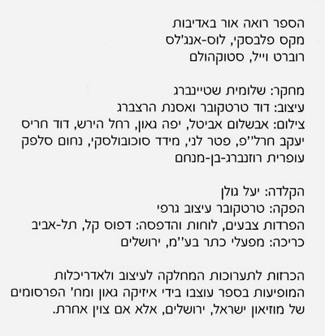 הספר רואה אור באדיבות
מקס פלבסקי, לוס-אנג'לס
רוברט וייל, סטוקהולם
מחקר: שלומית שטיינברג
עיצוב: דוד טרטקובר ואסנת הרצברג
צילום: אבשלום אביטל, יפה גאון, רחל הירש, דוד חריס
יעקב חרל״פ, פטר לני, מידד סוכובולסקי, נחום סלפק
עופרית רוזנברג-בן-מנחם
הקלדה: יעל גולן
הפקה: טרטקובר עיצוב גרפי
הפרדות צבעים, לוחות והדפסה: דפוס קל, תל-אביב
כריכה: מפעלי כתר בע״מ, ירושלים
הכרזות לתערוכות המחלקה לעיצוב ולאדריכלות
המופיעות בספר עוצבו בידי איזיקה גאון ומח' הפרסומים
של מוזיאון ישראל, ירושלים, אלא אם צוין אחרת.